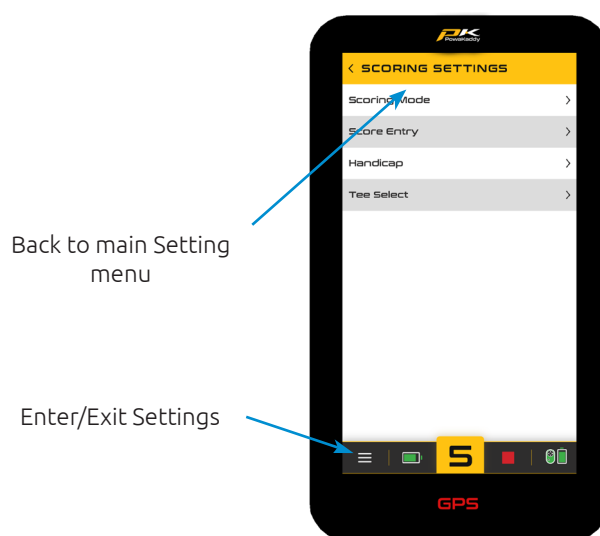 PK
PowaKaddy
< SCORING SETTINGS
Scoring Mode >
Score Entry >
Handicap >
Tee Select >
Back to main Setting
menu
Enter/Exit Settings
5
GPS